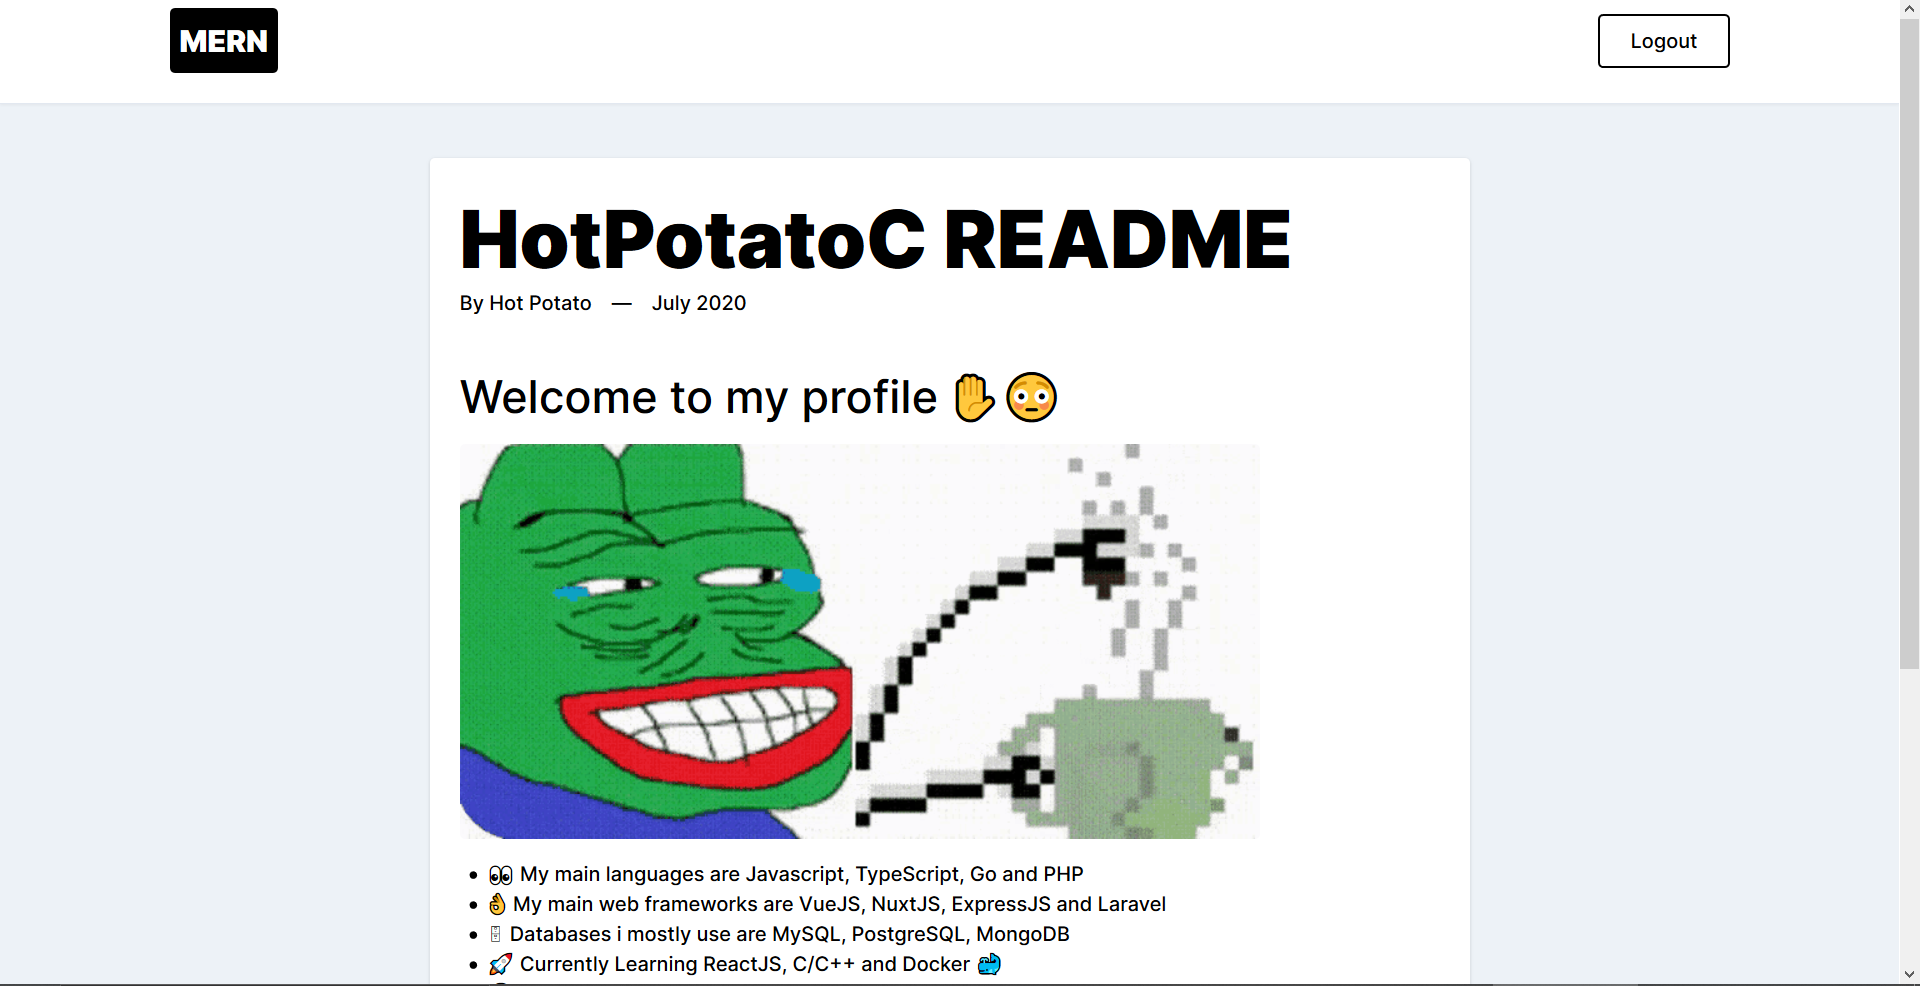 MERN
Logout
HotPotatoC README
By Hot Potato — July 2020
Welcome to my profile ✋😳
• 👀 My main languages are Javascript, TypeScript, Go and PHP
• 👌 My main web frameworks are VueJS, NuxtJS, ExpressJS and Laravel
• 🗄 Databases i mostly use are MySQL, PostgreSQL, MongoDB
• 🚀 Currently Learning ReactJS, C/C++ and Docker 🐳